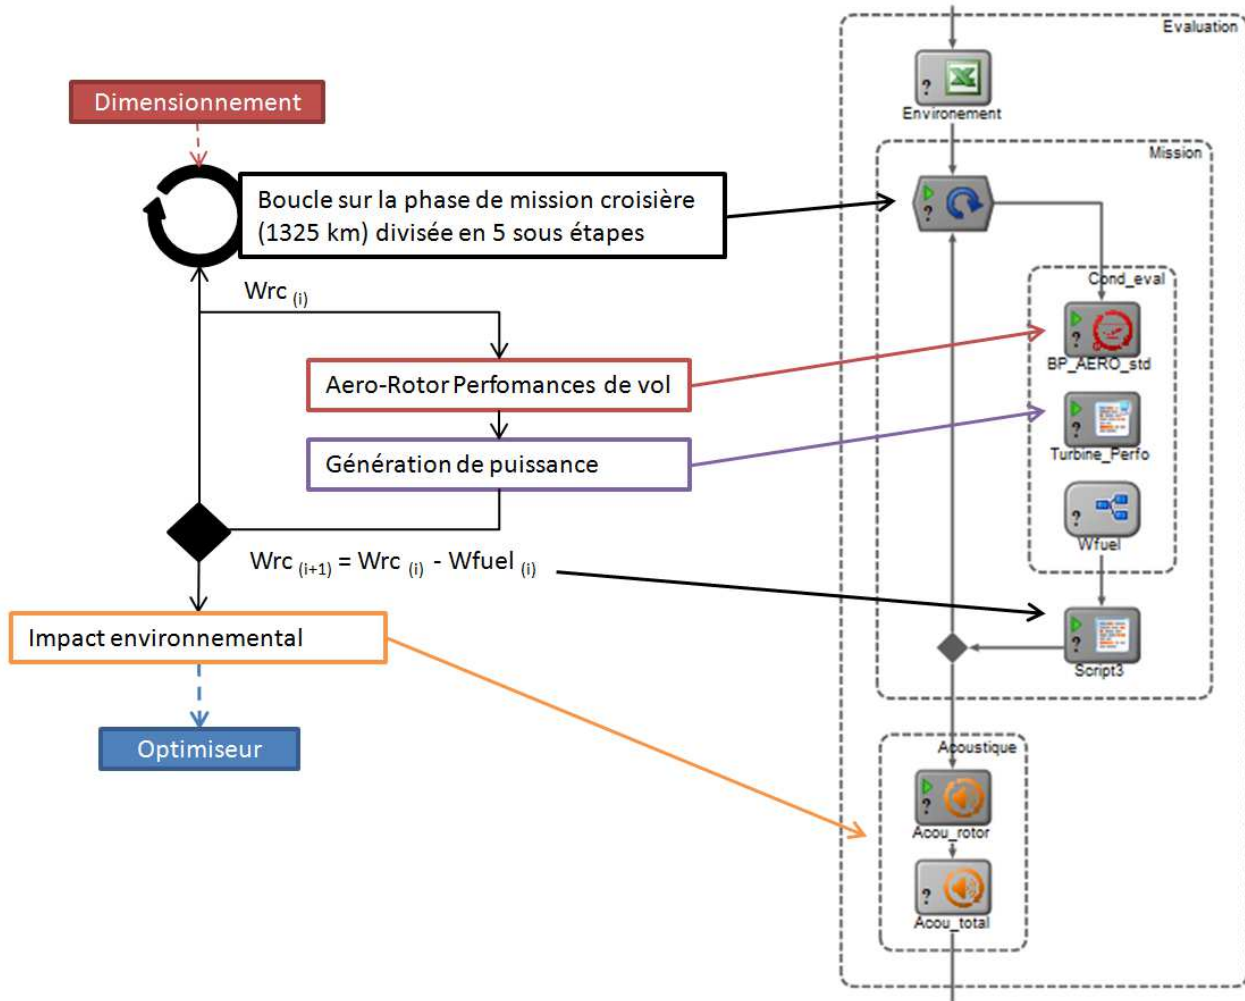 Dimensionnement
Boucle sur la phase de mission croisière
(1325 km) divisée en 5 sous étapes
Wrc (i)
Aero-Rotor Perfomances de vol
Génération de puissance
Wrc (i+1) = Wrc (i) - Wfuel (i)
Impact environnemental
Optimiseur
Evaluation
?
Environement
Mission
?
Cond_eval
?
BP_AERO_std
?
Turbine_Perfo
?
Wfuel
?
Script3
Acoustique
?
Acou_rotor
?
Acou_total